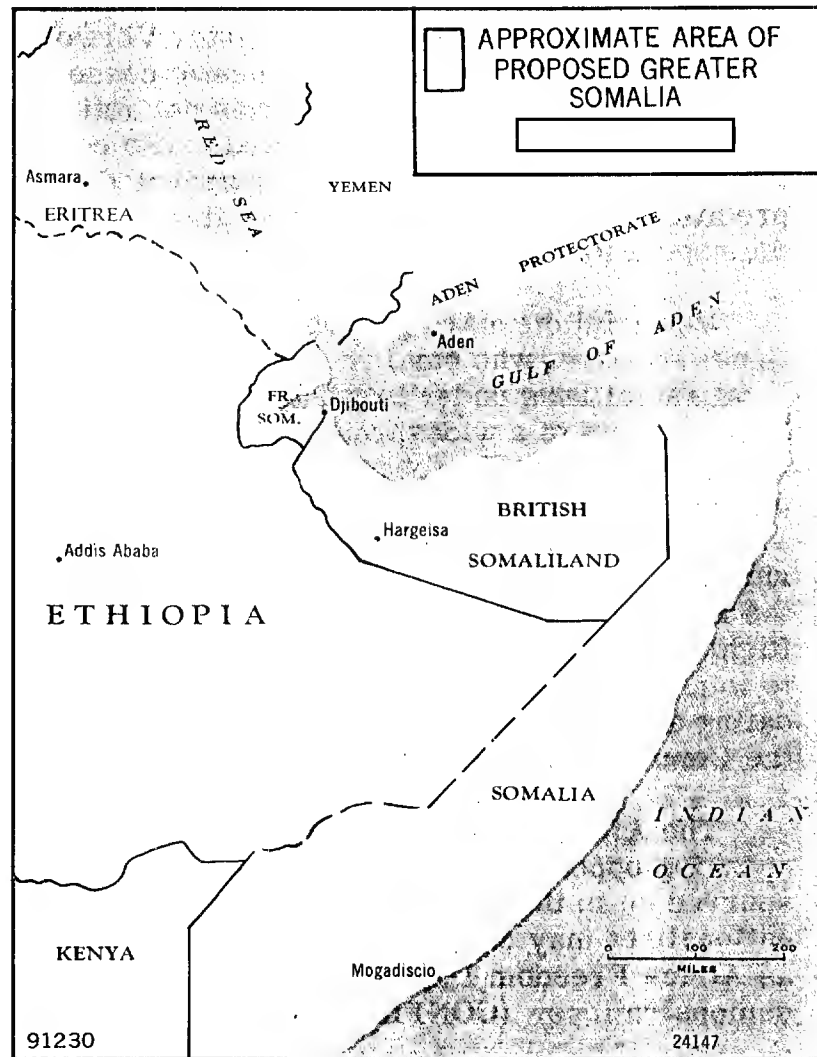 APPROXIMATE AREA OF
PROPOSED GREATER
SOMALIA
RED SEA
Asmara
YEMEN
ERITREA
ADEN PROTECTORATE
Aden
GULF OF ADEN
FR.
SOM.
Djibouti
BRITISH
Hargeisa
SOMALILAND
Addis Ababa
ETHIOPIA
SOMALIA
INDIAN
OCEAN
KENYA
0 100 200
MILES
Mogadiscio
91230
24147